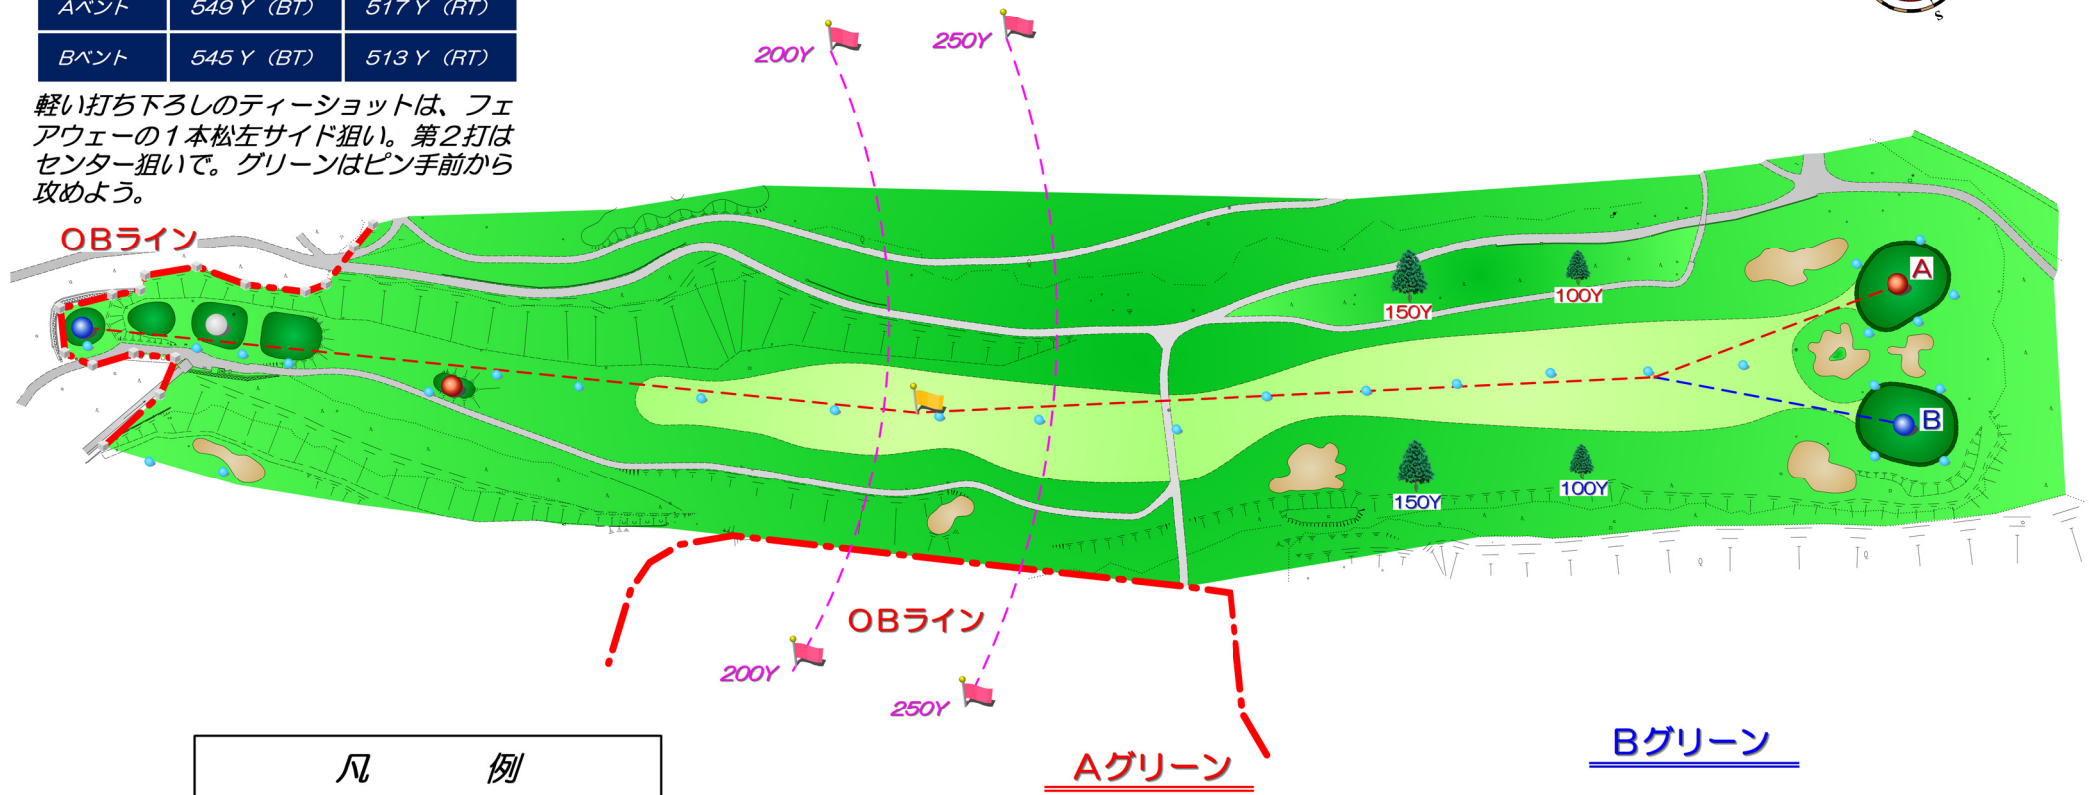 Aベント 549 Y (BT) 517 Y (RT)
Bベント 545 Y (BT) 513 Y (RT)
軽い打ち下ろしのティーショットは、フェ
アウェーの1本松左サイド狙い。第2打は
センター狙いで。グリーンはピン手前から
攻めよう。
200Y
250Y
S
OBライン
A
150Y
100Y
B
150Y
100Y
OBライン
200Y
250Y
Aグリーン
Bグリーン
凡 例